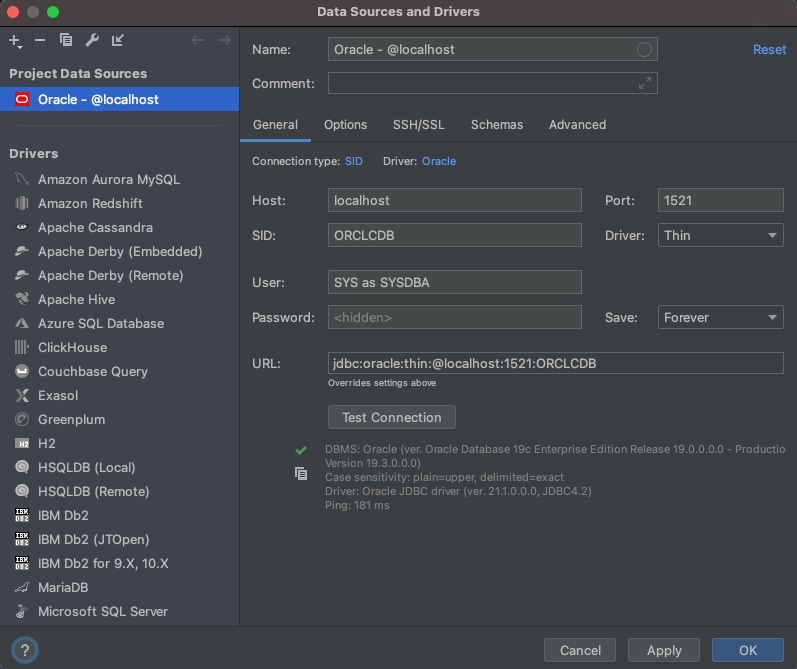 Data Sources and Drivers
Project Data Sources
Oracle - @localhost
Drivers
Amazon Aurora MySQL
Amazon Redshift
Apache Cassandra
Apache Derby (Embedded)
Apache Derby (Remote)
Apache Hive
Azure SQL Database
ClickHouse
Couchbase Query
Exasol
Greenplum
H2 H2
HSQLDB (Local)
HSQLDB (Remote)
IBM DB2 IBM Db2
IBM DB2 IBM Db2 (JTOpen)
IBM DB2 IBM Db2 for 9.X, 10.X
MariaDB
Microsoft SQL Server
?
Name: Oracle - @localhost Reset
Comment:
General Options SSH/SSL Schemas Advanced
Connection type: SID Driver: Oracle
Host: localhost Port: 1521
SID: ORCLCDB Driver: Thin
User: SYS as SYSDBA
Password: <hidden> Save: Forever
URL: jdbc:oracle:thin:@localhost:1521:ORCLCDB
Overrides settings above
Test Connection
DBMS: Oracle (ver. Oracle Database 19c Enterprise Edition Release 19.0.0.0.0 - Productio
Version 19.3.0.0.0)
Case sensitivity: plain=upper, delimited=exact
Driver: Oracle JDBC driver (ver. 21.1.0.0.0, JDBC4.2)
Ping: 181 ms
Cancel Apply OK